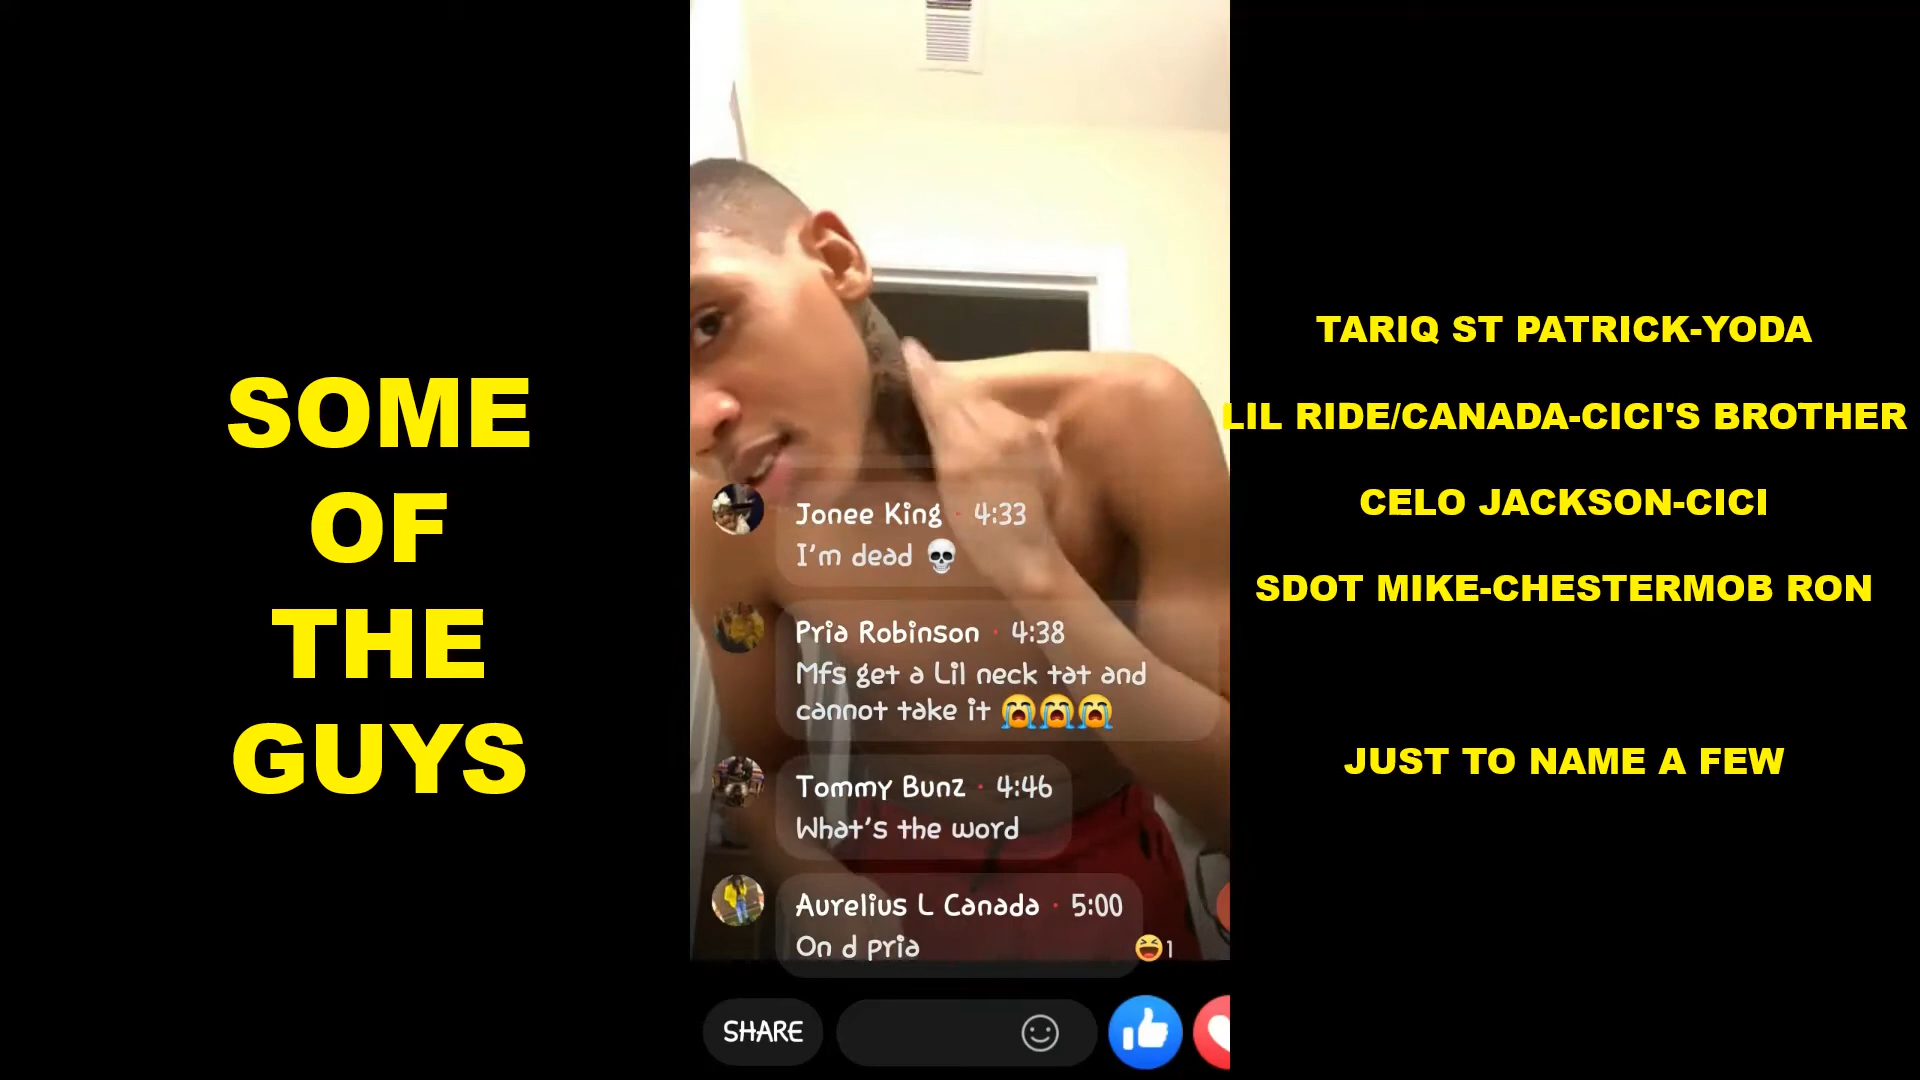 SOME
OF
THE
GUYS
Jonee King · 4:33
I'm dead 💀
Pria Robinson · 4:38
Mfs get a Lil neck tat and
cannot take it 😭😭😭
Tommy Bunz · 4:46
What's the word
Aurelius L Canada · 5:00
On d pria
😆1
SHARE
TARIQ ST PATRICK-YODA
LIL RIDE/CANADA-CICI'S BROTHER
CELO JACKSON-CICI
SDOT MIKE-CHESTERMOB RON
JUST TO NAME A FEW